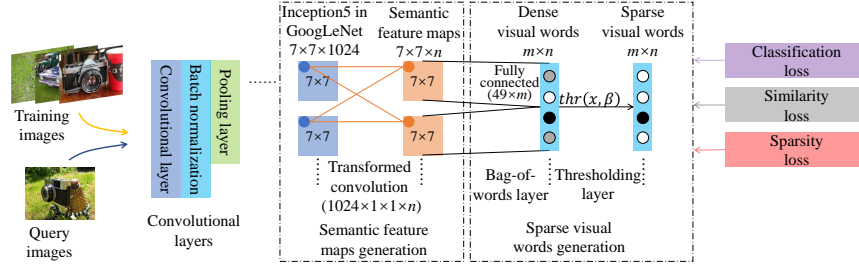 Training
images
Query
images
Convolutional layer
Batch normalization
Pooling layer
Convolutional
layers
Inception5 in
GoogLeNet
7×7×1024
Semantic
feature maps
7×7×n
7×7
7×7
7×7
7×7
Transformed
convolution
(1024×1×1×n)
Semantic feature
maps generation
Dense
visual words
m×n
Sparse
visual words
m×n
Fully
connected
(49×m)
thr(x,β)
Bag-of-
words layer
Thresholding
layer
Sparse visual
words generation
Classification
loss
Similarity
loss
Sparsity
loss